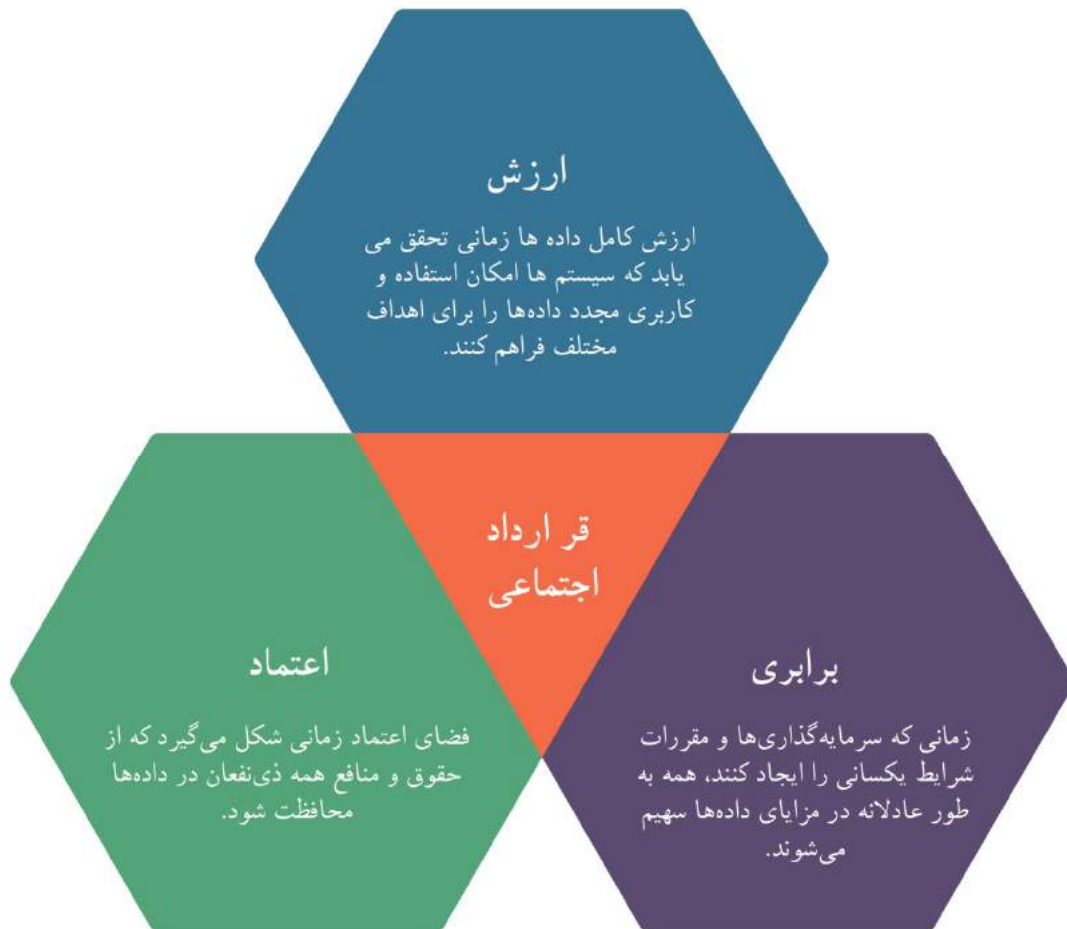 ارزش
ارزش کامل داده ها زمانی تحقق می
یابد که سیستم ها امکان استفاده و
کاربری مجدد داده‌ها را برای اهداف
مختلف فراهم کنند.
قر ارداد
اجتماعی
برابری
زمانی که سرمایه‌گذاری‌ها و مقررات
شرایط یکسانی را ایجاد کنند، همه به
طور عادلانه در مزایای داده‌ها سهیم
می‌شوند.
اعتماد
فضای اعتماد زمانی شکل می‌گیرد که از
حقوق و منافع همه ذی‌نفعان در داده‌ها
محافظت شود.